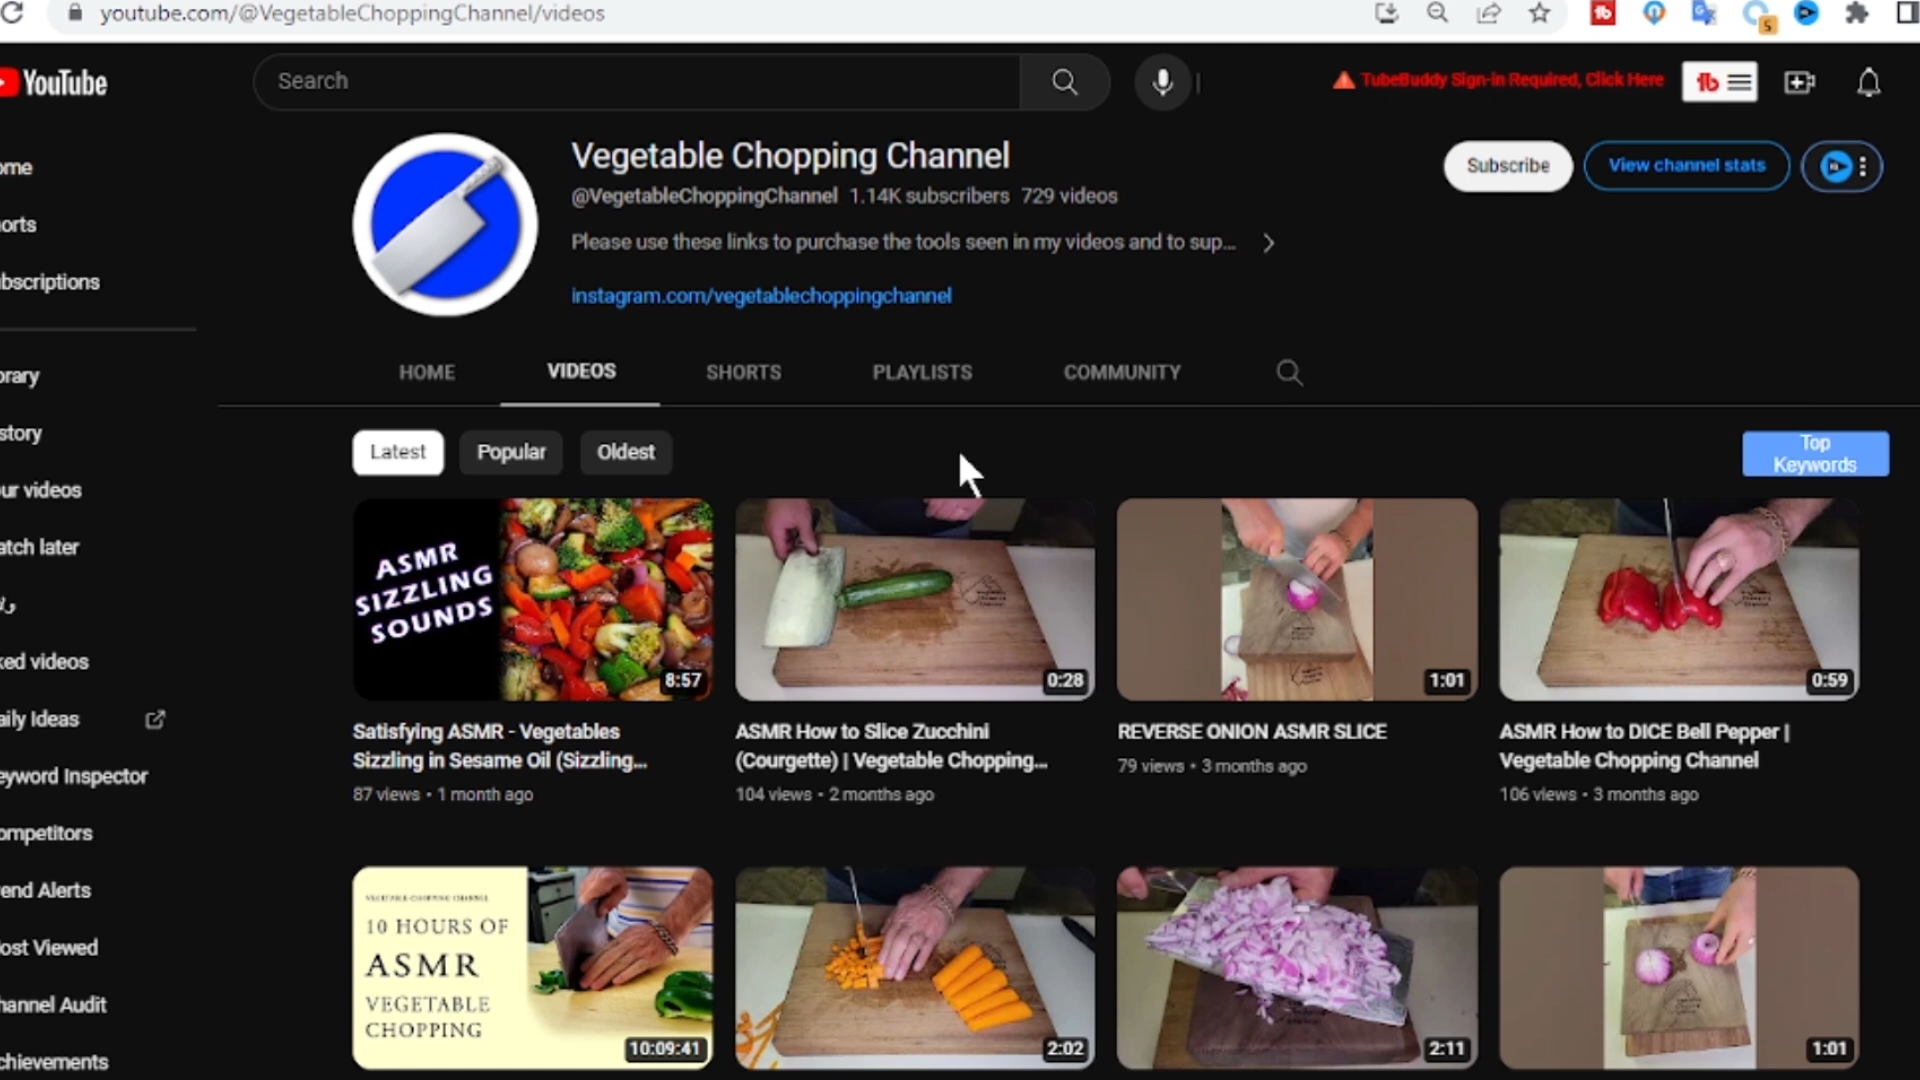 youtube.com/@VegetableChoppingChannel/videos
5
YouTube
Search
TubeBuddy Sign-in Required, Click Here
tb
ome
orts
bscriptions
orary
story
ur videos
atch later
ked videos
aily Ideas
eyword Inspector
ompetitors
end Alerts
ost Viewed
hannel Audit
chievements
Vegetable Chopping Channel
@VegetableChoppingChannel 1.14K subscribers 729 videos
Please use these links to purchase the tools seen in my videos and to sup...
instagram.com/vegetablechoppingchannel
Subscribe
View channel stats
HOME VIDEOS SHORTS PLAYLISTS COMMUNITY
Latest Popular Oldest
Top
Keywords
ASMR
SIZZLING
SOUNDS
8:57
0:28
1:01
0:59
Satisfying ASMR - Vegetables
Sizzling in Sesame Oil (Sizzling...
87 views • 1 month ago
ASMR How to Slice Zucchini
(Courgette) | Vegetable Chopping...
104 views • 2 months ago
REVERSE ONION ASMR SLICE
79 views • 3 months ago
ASMR How to DICE Bell Pepper |
Vegetable Chopping Channel
106 views • 3 months ago
VEGETABLE CHOPPING CHANNEL
10 HOURS OF
ASMR
VEGETABLE
CHOPPING
10:09:41
2:02
2:11
1:01